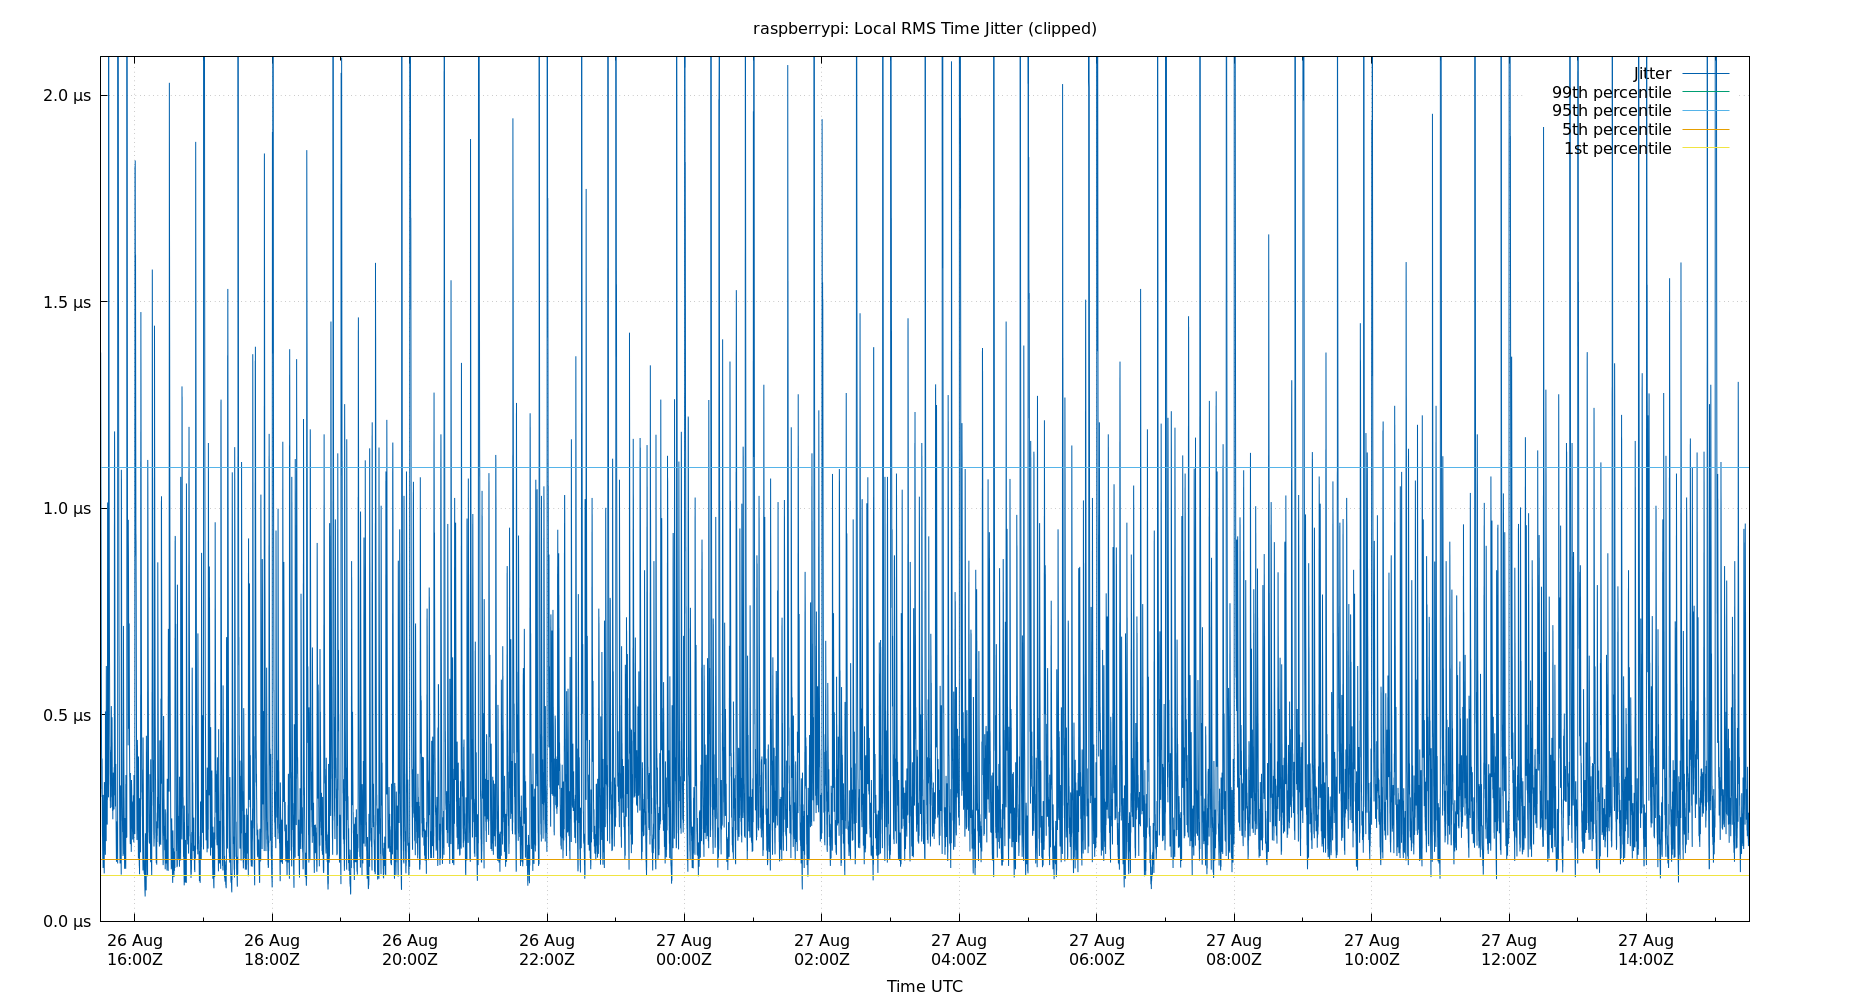 raspberrypi: Local RMS Time Jitter (clipped)
Jitter
99th percentile
95th percentile
5th percentile
1st percentile
2.0 µs
1.5 µs
1.0 µs
0.5 µs
0.0 µs
26 Aug 26 Aug 26 Aug 26 Aug 27 Aug 27 Aug 27 Aug 27 Aug 27 Aug 27 Aug 27 Aug 27 Aug
16:00Z 18:00Z 20:00Z 22:00Z 00:00Z 02:00Z 04:00Z 06:00Z 08:00Z 10:00Z 12:00Z 14:00Z
Time UTC